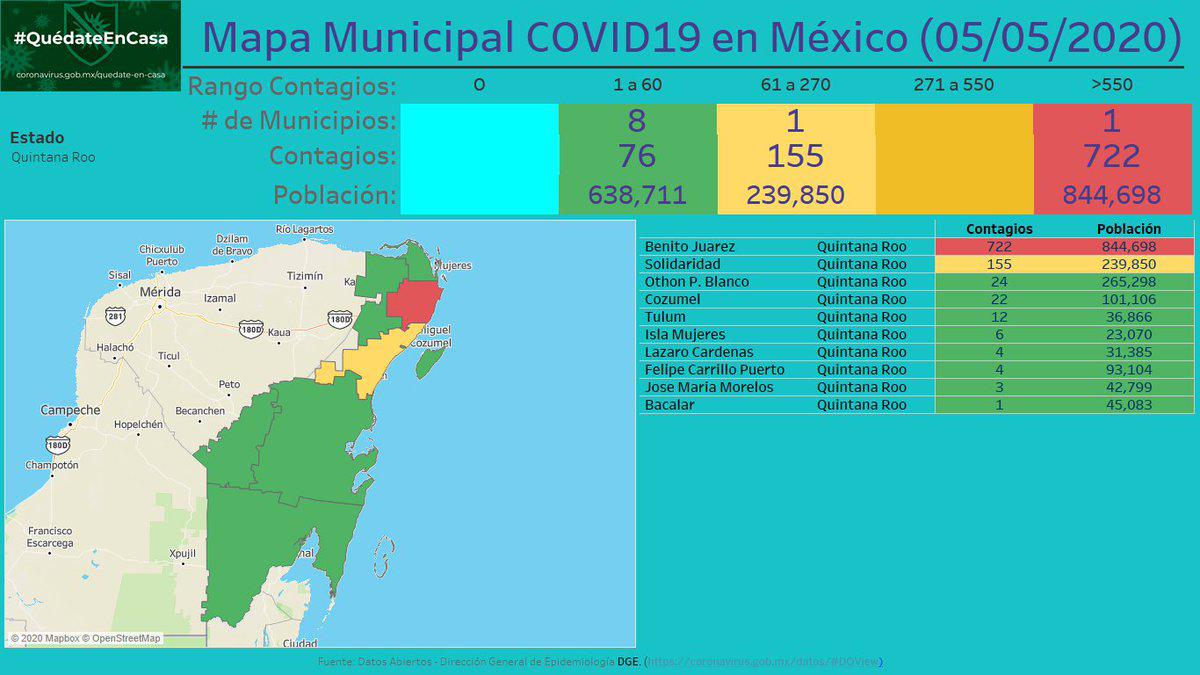 #QuédateEnCasa
coronavirus.gob.mx/quedate-en-casa
Mapa Municipal COVID19 en México (05/05/2020)
Rango Contagios: 0 1 a 60 61 a 270 271 a 550 >550
# de Municipios: 8 1 1
Contagios: 76 155 722
Población: 638,711 239,850 844,698
Estado
Quintana Roo
Contagios Población
Benito Juarez Quintana Roo 722 844,698
Solidaridad Quintana Roo 155 239,850
Othon P. Blanco Quintana Roo 24 265,298
Cozumel Quintana Roo 22 101,106
Tulum Quintana Roo 12 36,866
Isla Mujeres Quintana Roo 6 23,070
Lazaro Cardenas Quintana Roo 4 31,385
Felipe Carrillo Puerto Quintana Roo 4 93,104
Jose Maria Morelos Quintana Roo 3 42,799
Bacalar Quintana Roo 1 45,083
Río Lagartos
Dzilam
de Bravo
Chicxulub
Puerto
Sisal
Tizimín
Mujeres
Ka
Mérida
Izamal
281
180D
Kaua
180D
iguel
Cozumel
Halachó
Ticul
n
Peto
Campeche
Becanchen
Hopelchén
180D
Champotón
Francisco
Escarcega
Xpujil
nal
Ciudad
© 2020 Mapbox © OpenStreetMap
Fuente: Datos Abiertos - Dirección General de Epidemiología DGE. (https://coronavirus.gob.mx/datos/#DOView)